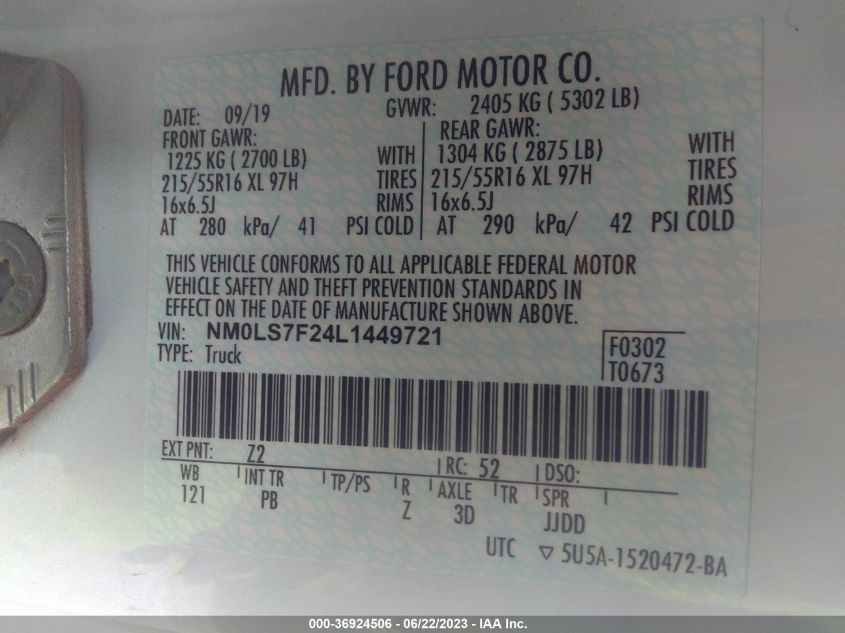 MFD. BY FORD MOTOR CO.
DATE: 09/19 GVWR: 2405 KG ( 5302 LB)
FRONT GAWR: REAR GAWR:
1225 KG ( 2700 LB) WITH 1304 KG ( 2875 LB) WITH
215/55R16 XL 97H TIRES 215/55R16 XL 97H TIRES
16x6.5J RIMS 16x6.5J RIMS
AT 280 kPa/ 41 PSI COLD AT 290 kPa/ 42 PSI COLD
THIS VEHICLE CONFORMS TO ALL APPLICABLE FEDERAL MOTOR
VEHICLE SAFETY AND THEFT PREVENTION STANDARDS IN
EFFECT ON THE DATE OF MANUFACTURE SHOWN ABOVE.
VIN: NM0LS7F24L1449721
TYPE: Truck
F0302
T0673
EXT PNT: Z2 RC: 52 DSO:
WB INT TR TP/PS R AXLE TR SPR
121 PB Z 3D JJDD
UTC ▽ 5U5A-1520472-BA
000-36924506 - 06/22/2023 - IAA Inc.